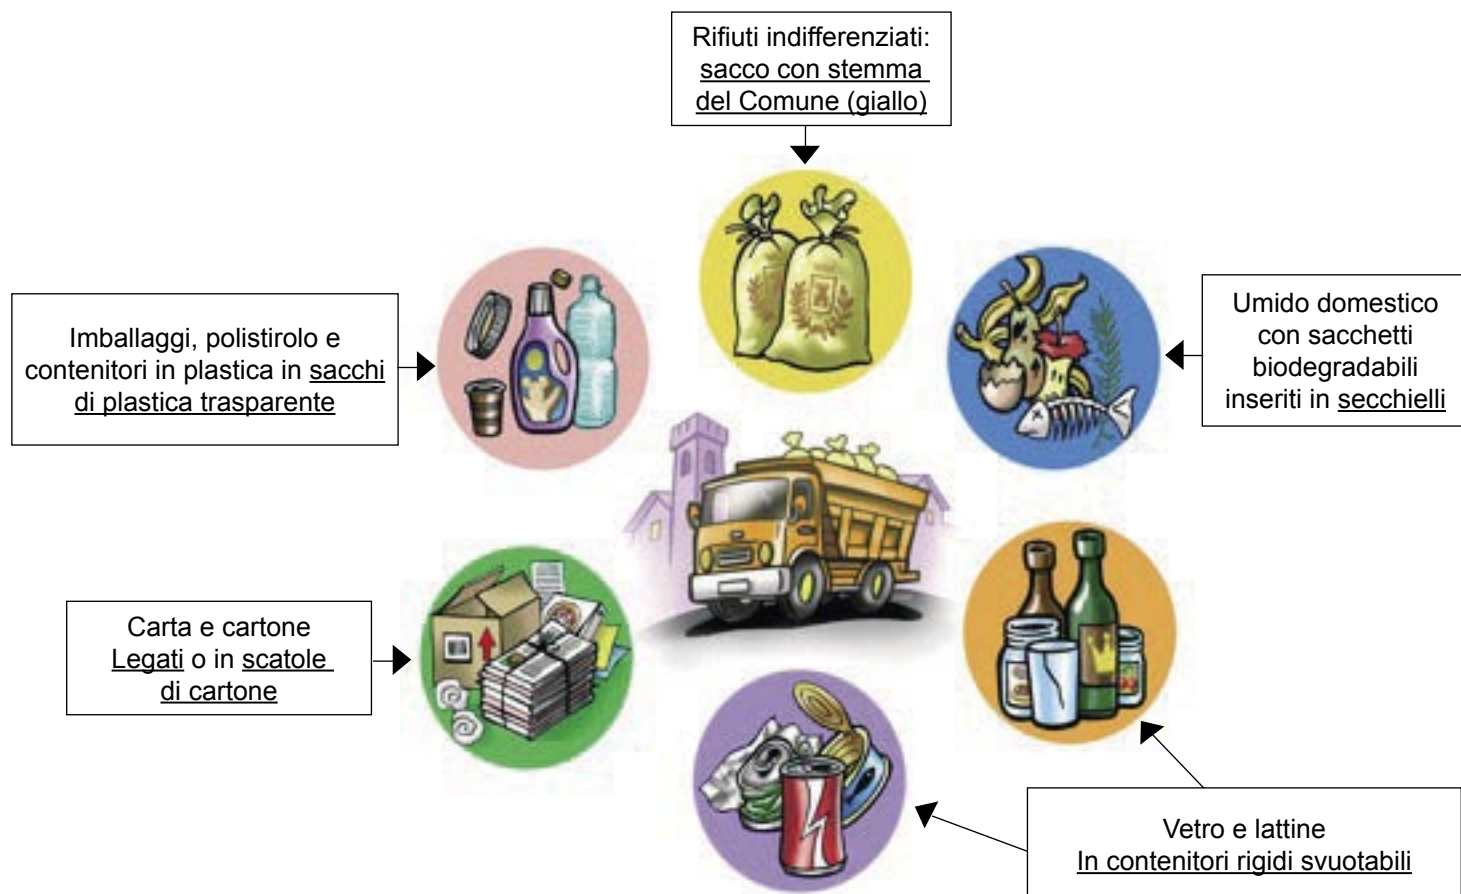 Rifiuti indifferenziati:
sacco con stemma
del Comune (giallo)
Imballaggi, polistirolo e
contenitori in plastica in sacchi
di plastica trasparente
Umido domestico
con sacchetti
biodegradabili
inseriti in secchielli
Carta e cartone
Legati o in scatole
di cartone
Vetro e lattine
In contenitori rigidi svuotabili